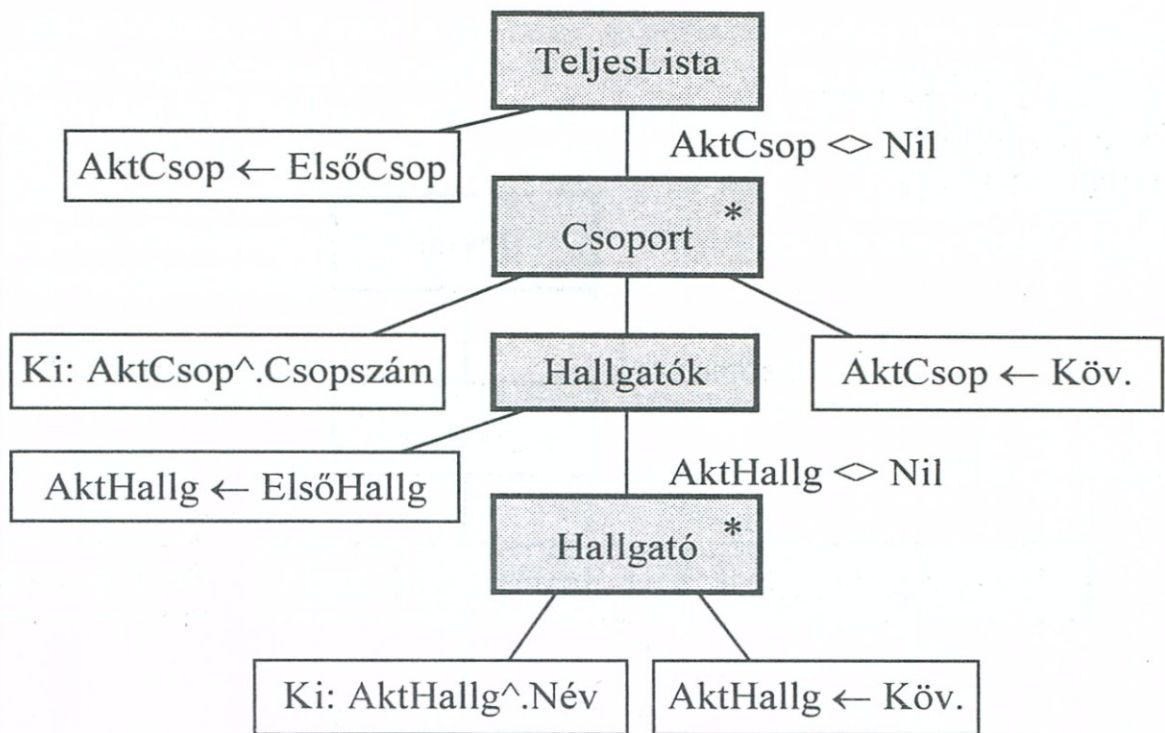 TeljesLista
AktCsop ← ElsőCsop
AktCsop <> Nil
Csoport *
Ki: AktCsop^.Csopszám
Hallgatók
AktCsop ← Köv.
AktHallg ← ElsőHallg
AktHallg <> Nil
Hallgató *
Ki: AktHallg^.Név
AktHallg ← Köv.